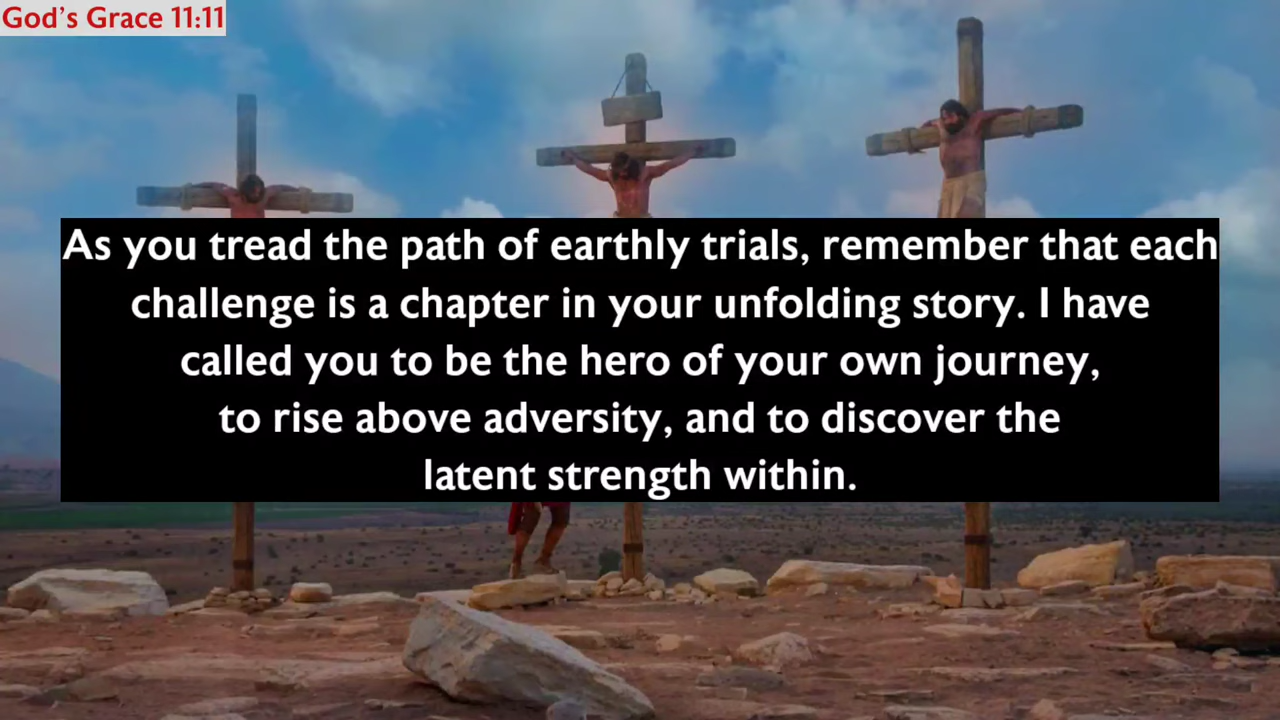 God's Grace 11:11
As you tread the path of earthly trials, remember that each
challenge is a chapter in your unfolding story. I have
called you to be the hero of your own journey,
to rise above adversity, and to discover the
latent strength within.